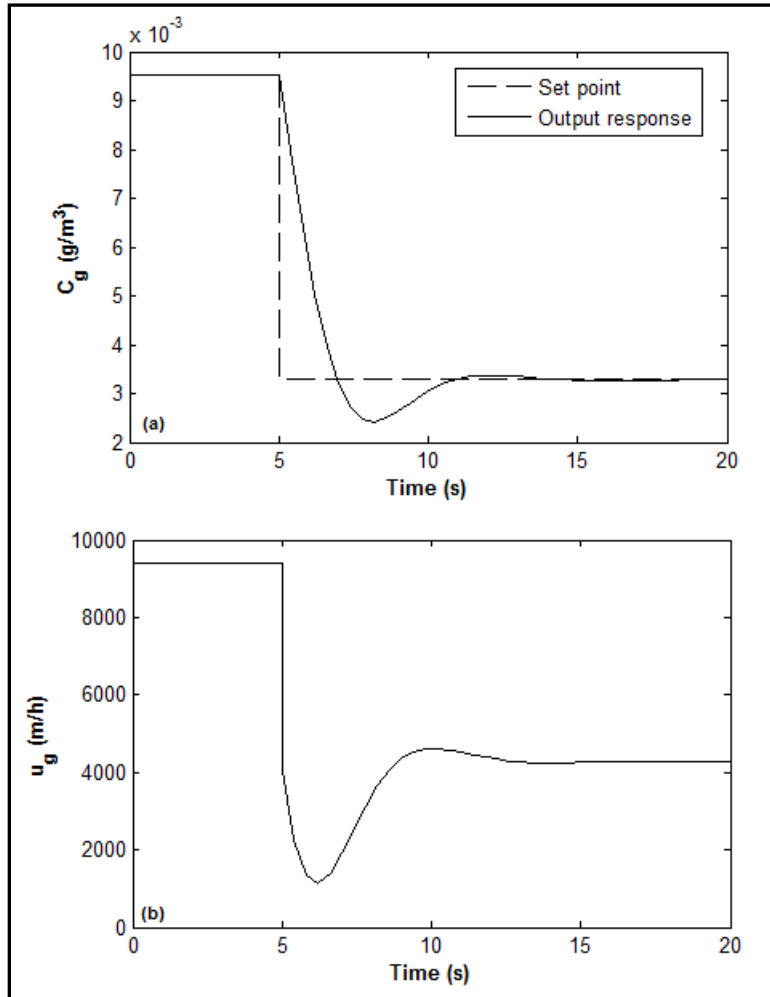 × 10⁻³
10
9
8
7
6
5
4
3
2
C_g (g/m³)
Set point
Output response
(a)
0 5 10 15 20
Time (s)
10000
8000
6000
4000
2000
0
u_g (m/h)
(b)
0 5 10 15 20
Time (s)